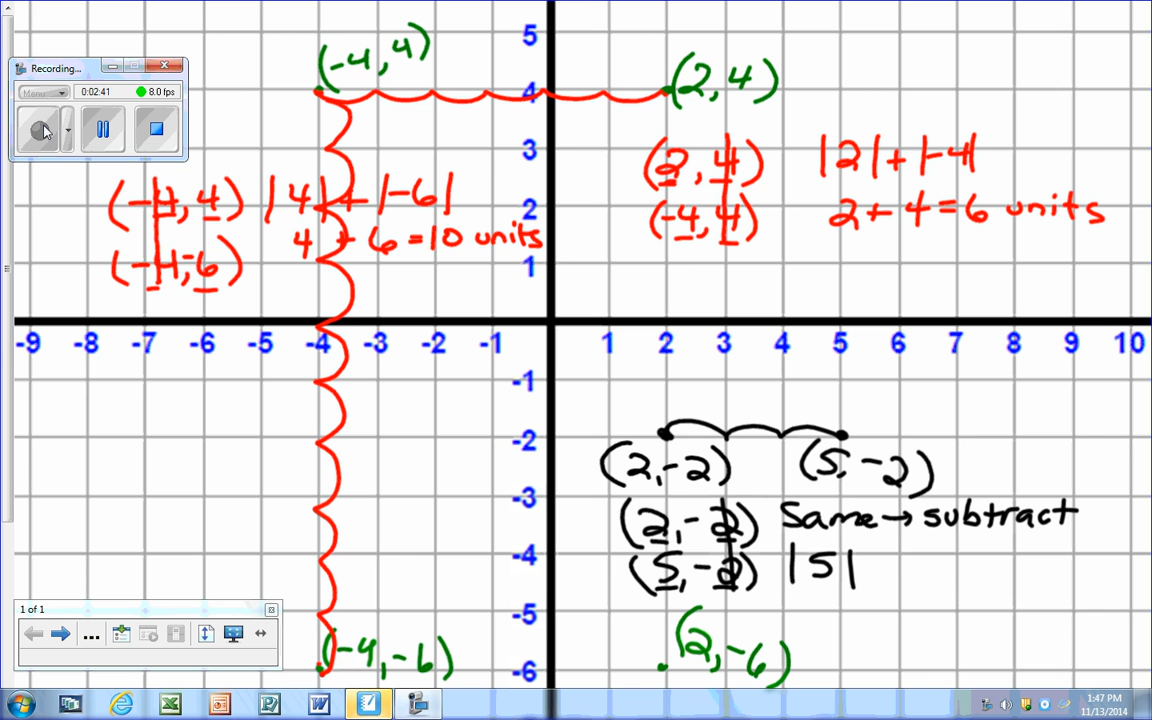 5
(-4, 4)
4
(2, 4)
Recording...
Menu
0:02:41
8.0 fps
3
(2, 4)
|2| + |-4|
(-4, 4)
|4| + |-6|
2
(-4, 4)
2 + 4 = 6 units
4 + 6 = 10 units
(-4, -6)
1
-9 -8 -7 -6 -5 -4 -3 -2 -1 1 2 3 4 5 6 7 8 9 10
-1
-2
(2, -2) (5, -2)
-3
(2, -2) Same → subtract
-4
(5, -2) |5|
1 of 1
-5
...
(-4, -6)
(2, -6)
-6
1:47 PM
11/13/2014